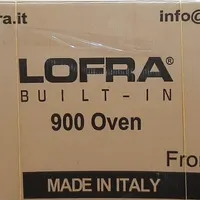 ra.it info@
LOFRA®
BUILT-IN
900 Oven
Fro
MADE IN ITALY